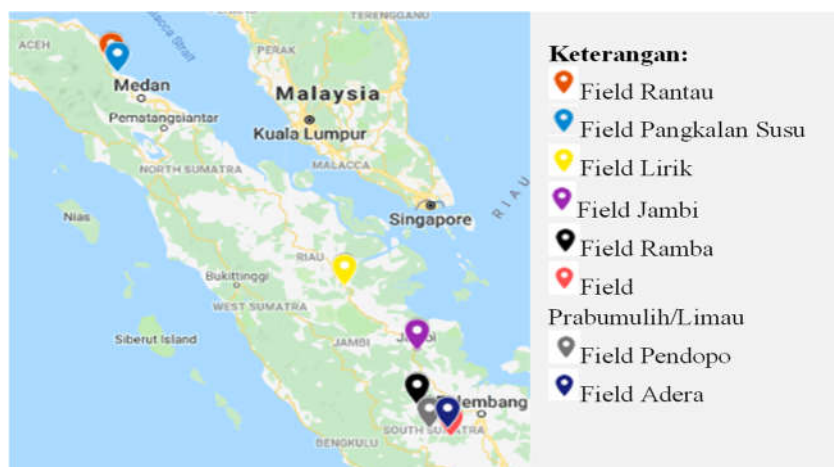 TERENGGANU
ACEH
PERAK
Medan
Malaysia
Pematangsiantar
Kuala Lumpur
NORTH SUMATRA
MALACCA
Singapore
RIAU
Nias
RIAU
Bukittinggi
WEST SUMATRA
Siberut Island
JAMBI
Palembang
SOUTH SUMATRA
BENGKULU
Keterangan:
Field Rantau
Field Pangkalan Susu
Field Lirik
Field Jambi
Field Ramba
Field
Prabumulih/Limau
Field Pendopo
Field Adera